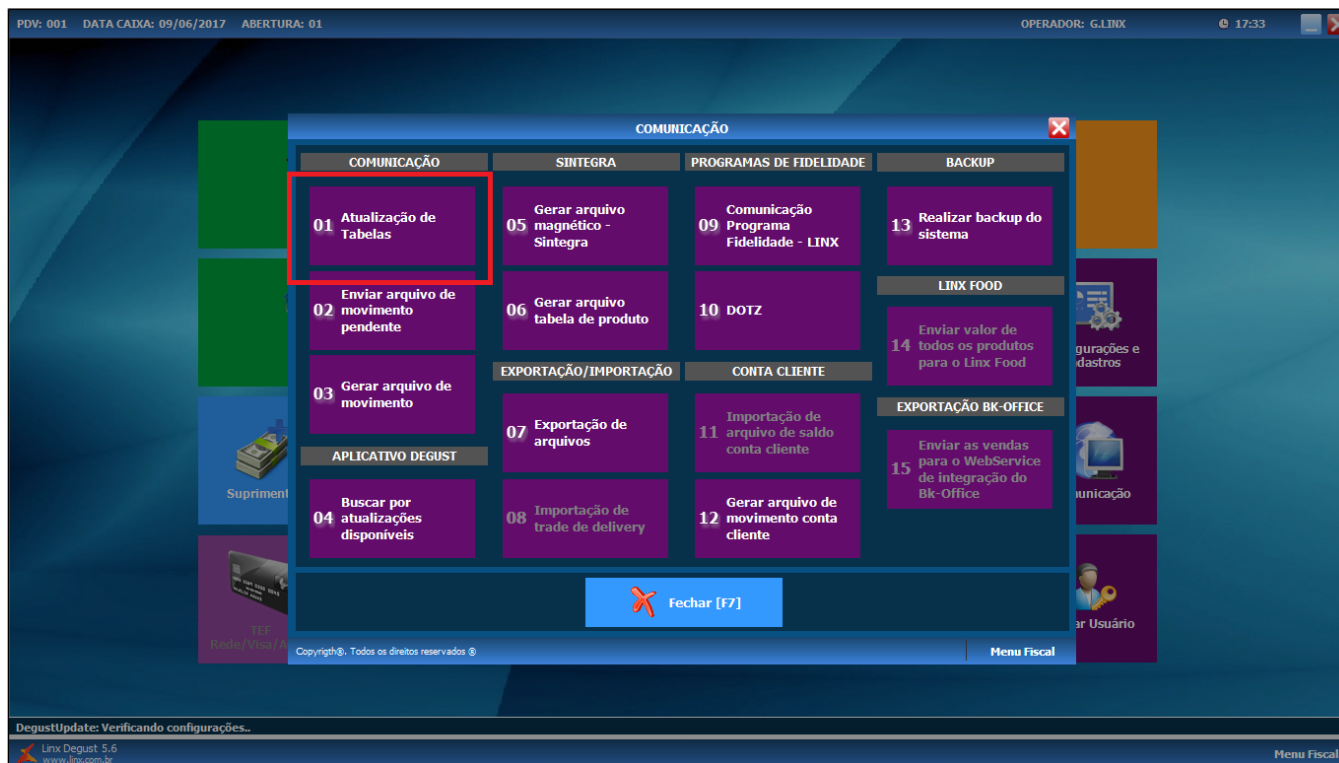 PDV: 001 DATA CAIXA: 09/06/2017 ABERTURA: 01 OPERADOR: G.LINX 17:33
COMUNICAÇÃO
COMUNICAÇÃO
01 Atualização de
Tabelas
02 Enviar arquivo de
movimento
pendente
03 Gerar arquivo de
movimento
APLICATIVO DEGUST
04 Buscar por
atualizações
disponíveis
SINTEGRA
05 Gerar arquivo
magnético -
Sintegra
06 Gerar arquivo
tabela de produto
EXPORTAÇÃO/IMPORTAÇÃO
07 Exportação de
arquivos
08 Importação de
trade de delivery
PROGRAMAS DE FIDELIDADE
09 Comunicação
Programa
Fidelidade - LINX
10 DOTZ
CONTA CLIENTE
11 Importação de
arquivo de saldo
conta cliente
12 Gerar arquivo de
movimento conta
cliente
BACKUP
13 Realizar backup do
sistema
LINX FOOD
14 Enviar valor de
todos os produtos
para o Linx Food
EXPORTAÇÃO BK-OFFICE
15 Enviar as vendas
para o WebService
de integração do
Bk-Office
Fechar [F7]
Copyrigth®. Todos os direitos reservados ®
Menu Fiscal
Supriment
TEF
Rede/Visa/A
gurações e
dastros
unicação
ar Usuário
DegustUpdate: Verificando configurações..
Linx Degust 5.6
www.linx.com.br
Menu Fiscal